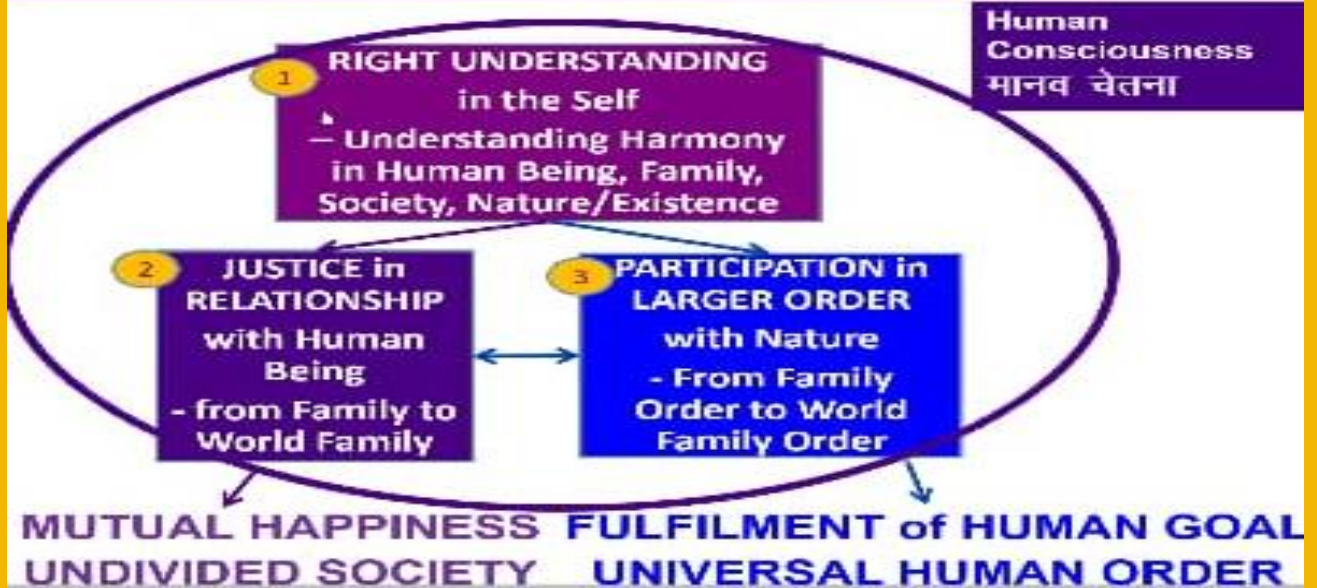 Human
Consciousness
मानव चेतना
1
RIGHT UNDERSTANDING
in the Self
– Understanding Harmony
in Human Being, Family,
Society, Nature/Existence
2
JUSTICE in
RELATIONSHIP
with Human
Being
- from Family to
World Family
3
PARTICIPATION in
LARGER ORDER
with Nature
- From Family
Order to World
Family Order
MUTUAL HAPPINESS
UNDIVIDED SOCIETY
FULFILMENT of HUMAN GOAL
UNIVERSAL HUMAN ORDER